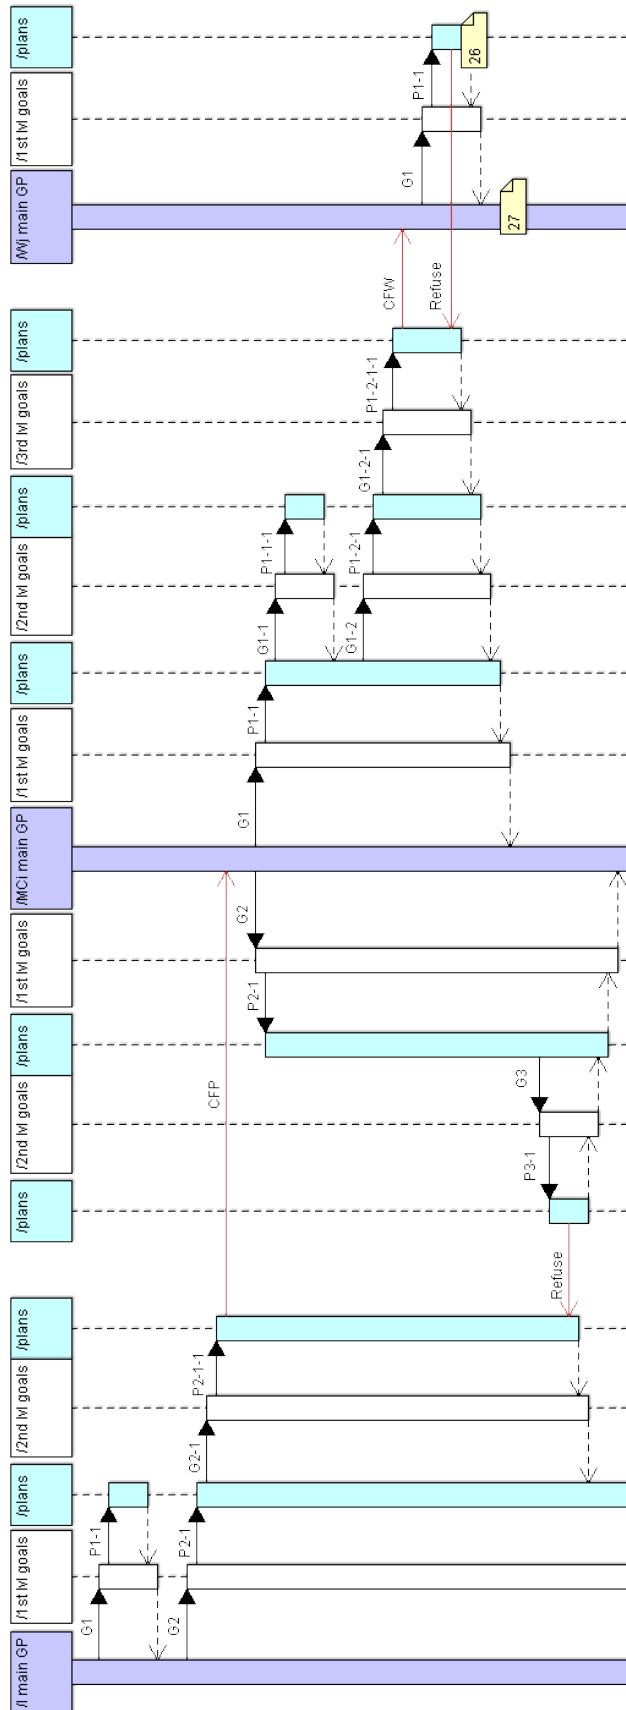 /I main GP
/1st lvl goals
/plans
/2nd lvl goals
/plans
/plans
/2nd lvl goals
/plans
/1st lvl goals
/MCi main GP
/1st lvl goals
/plans
/2nd lvl goals
/plans
/3rd lvl goals
/plans
/Wj main GP
/1st lvl goals
/plans
G1
P1-1
G2
P2-1
G2-1
P2-1-1
CFP
G2
P2-1
G1
P1-1
G1-1
P1-1-1
G1-2
P1-2-1
G1-2-1
P1-2-1-1
CFW
G1
P1-1
Refuse
26
27
G3
P3-1
Refuse